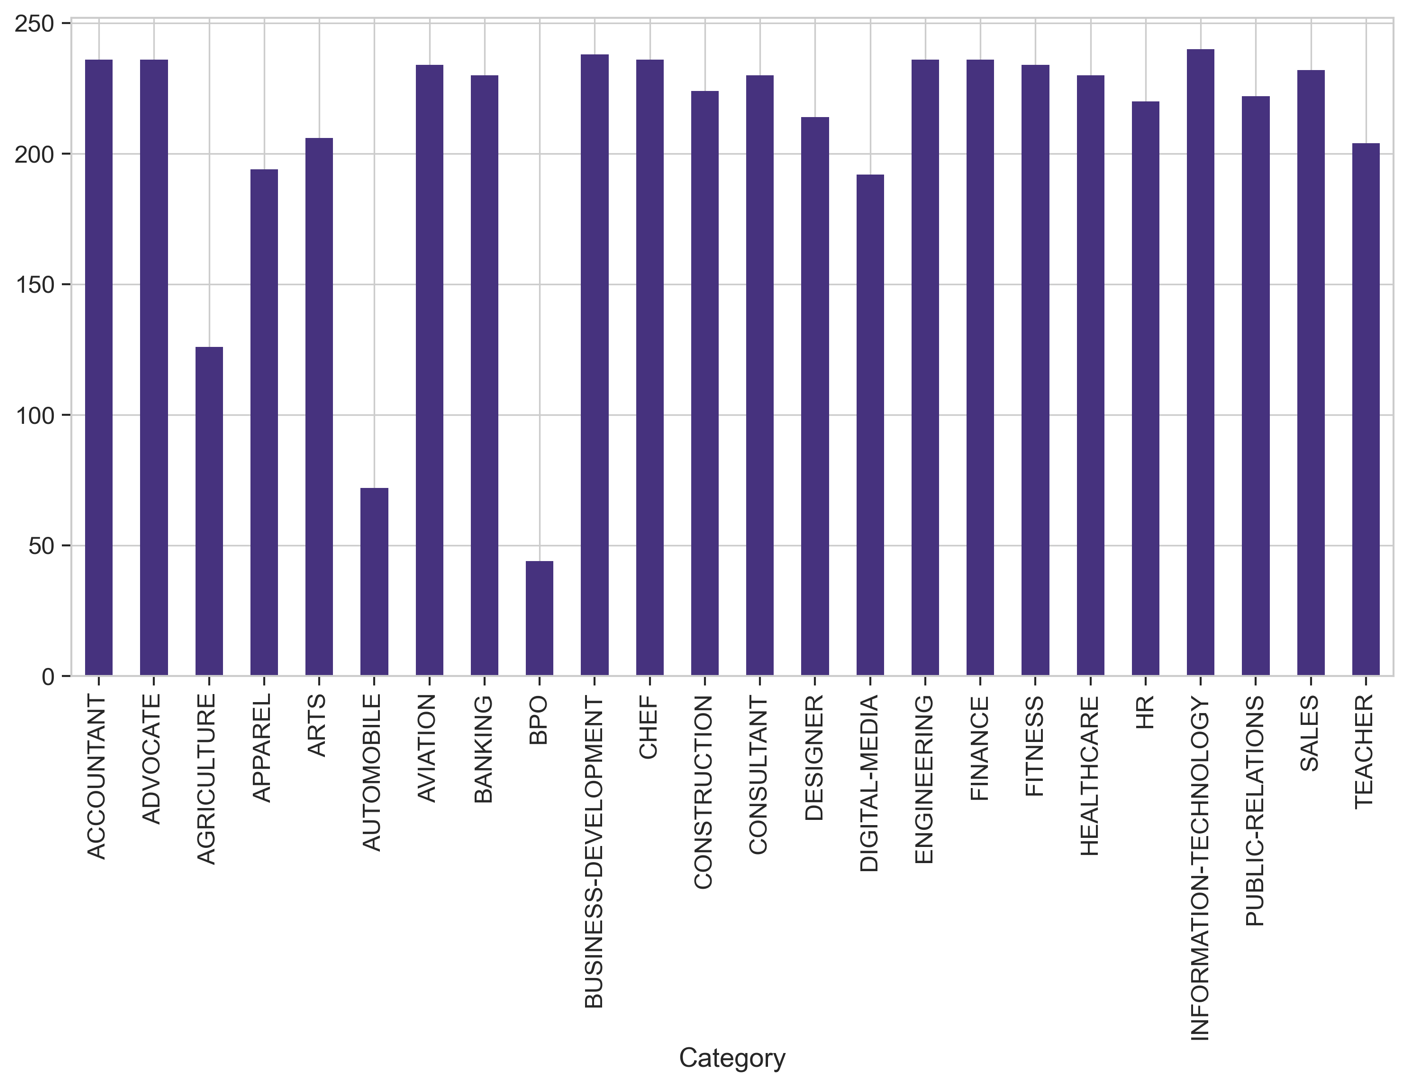 250
200
150
100
50
0
ACCOUNTANT
ADVOCATE
AGRICULTURE
APPAREL
ARTS
AUTOMOBILE
AVIATION
BANKING
BPO
BUSINESS-DEVELOPMENT
CHEF
CONSTRUCTION
CONSULTANT
DESIGNER
DIGITAL-MEDIA
ENGINEERING
FINANCE
FITNESS
HEALTHCARE
HR
INFORMATION-TECHNOLOGY
PUBLIC-RELATIONS
SALES
TEACHER
Category